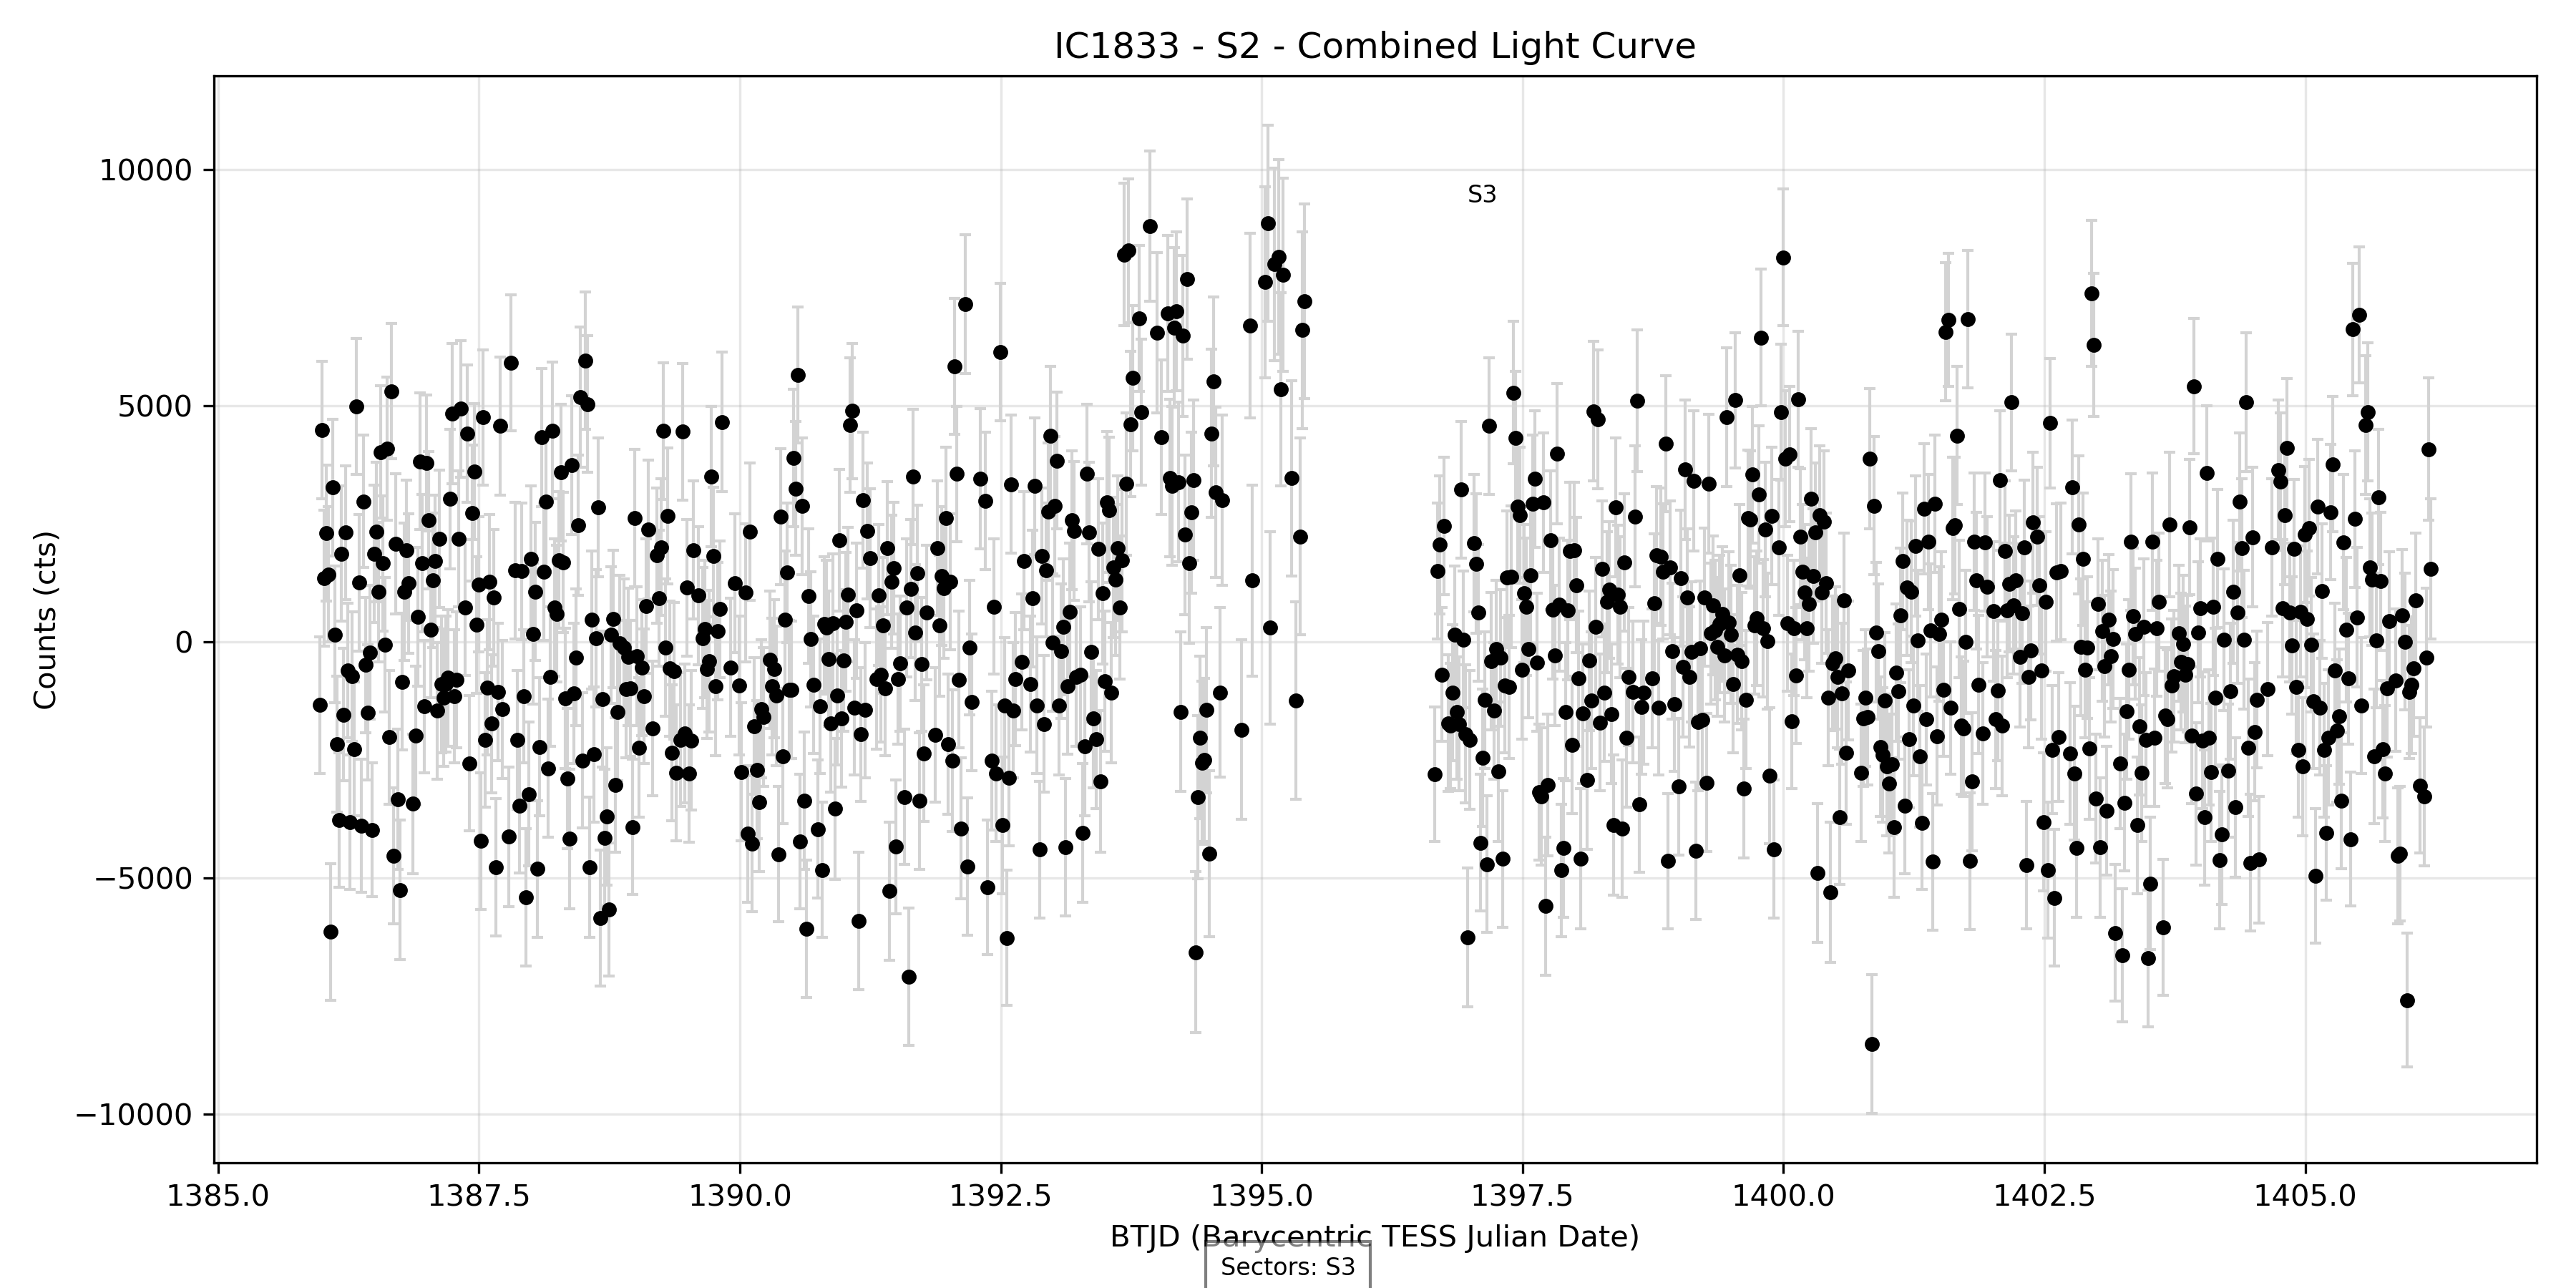 IC1833 - S2 - Combined Light Curve
S3
Counts (cts)
10000
5000
0
−5000
−10000
1385.0 1387.5 1390.0 1392.5 1395.0 1397.5 1400.0 1402.5 1405.0
BTJD (Barycentric TESS Julian Date)
Sectors: S3